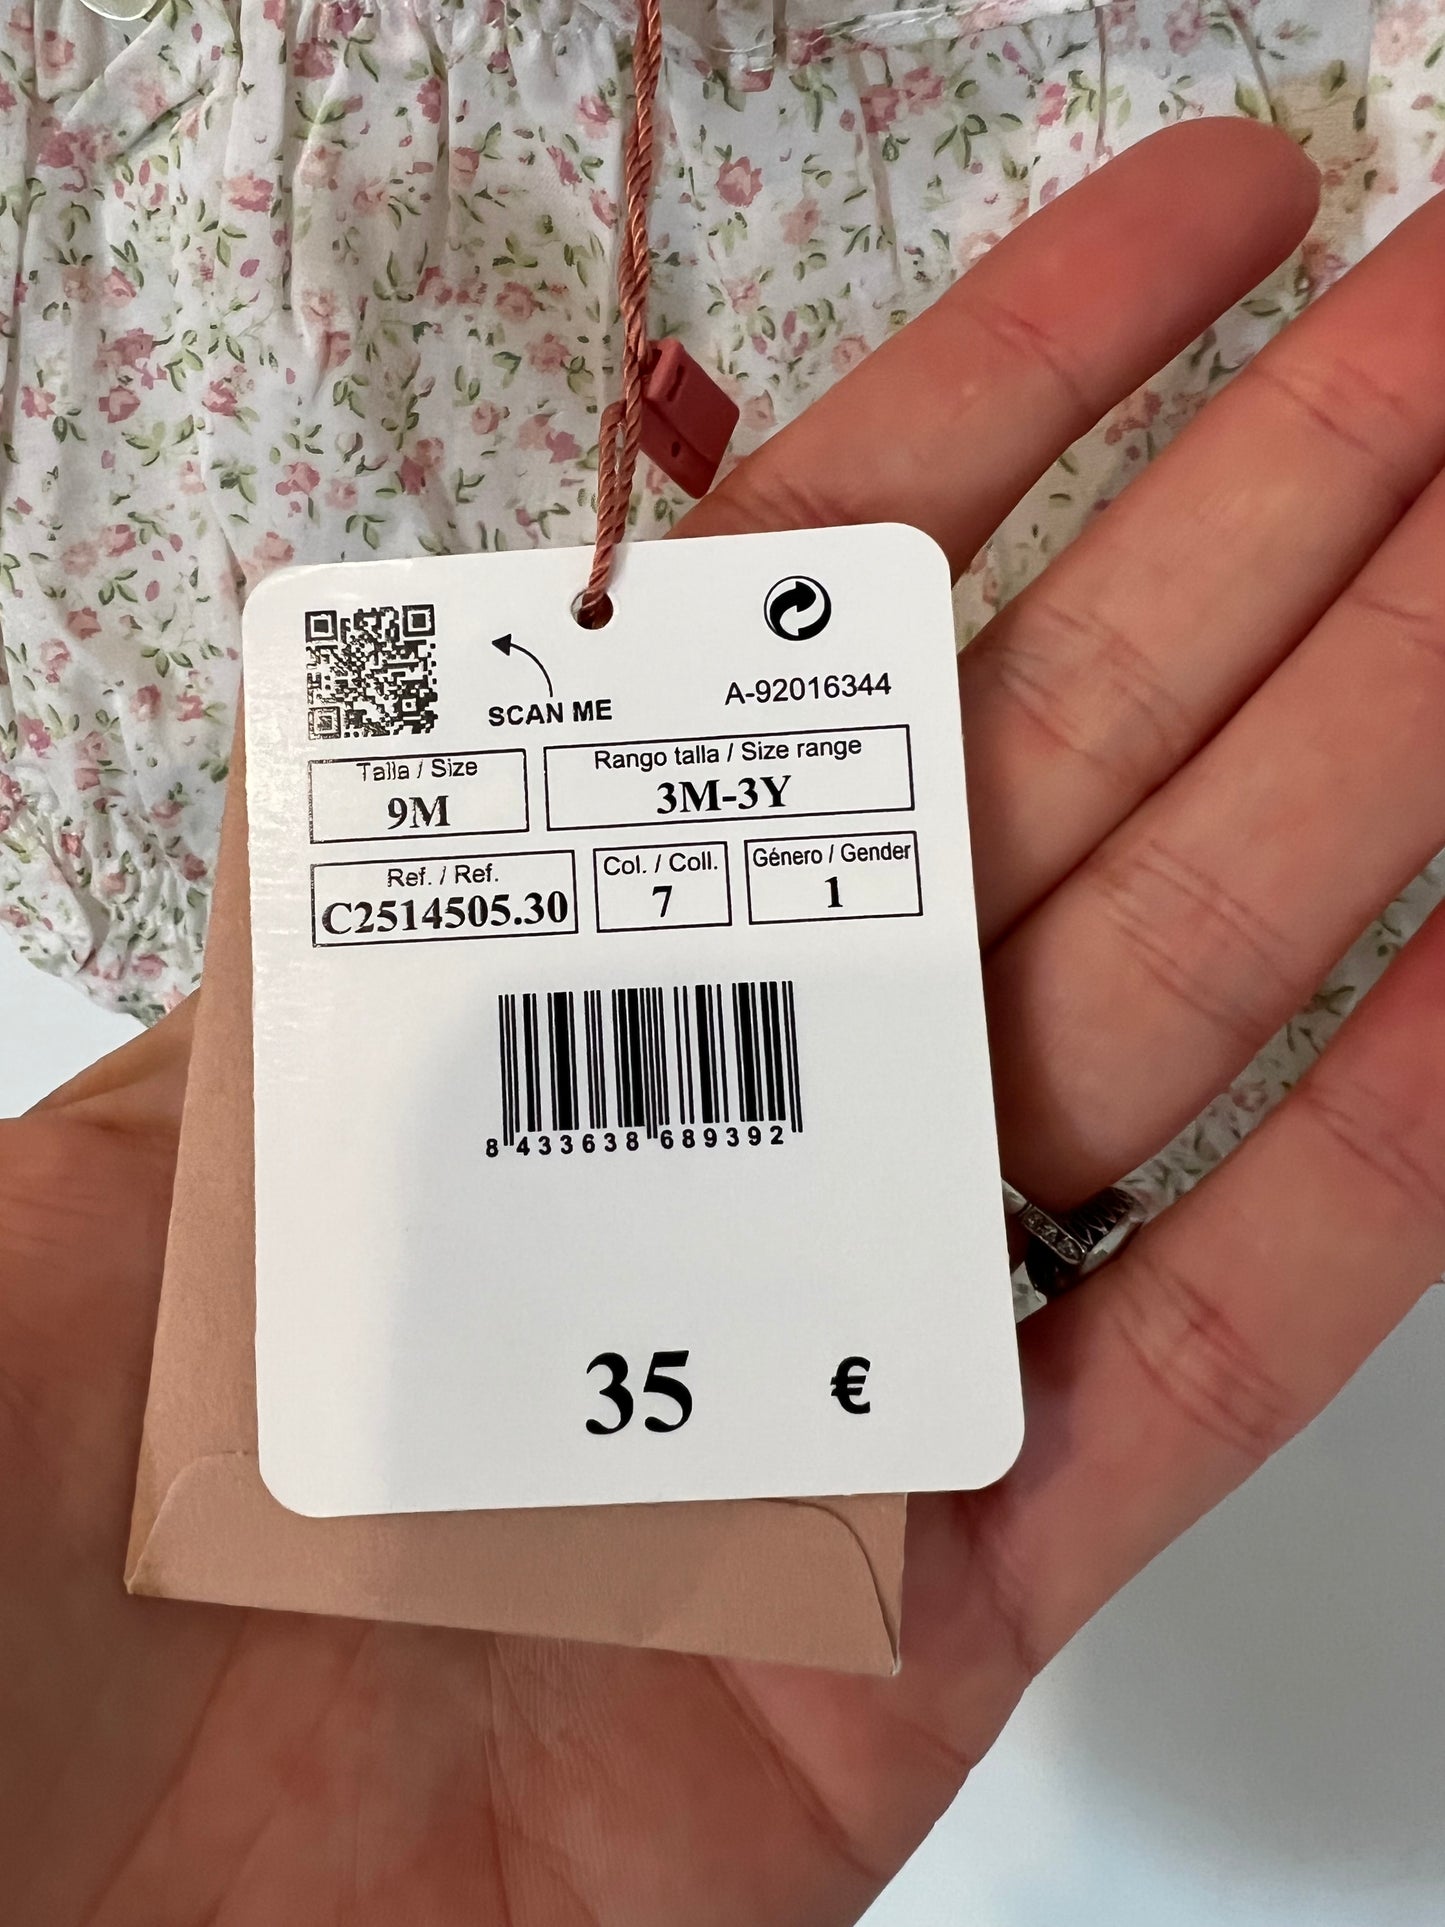 SCAN ME
A-92016344
Talla / Size
9M
Rango talla / Size range
3M-3Y
Ref. / Ref.
C2514505.30
Col. / Coll.
7
Género / Gender
1
8 433638 689392
35 €